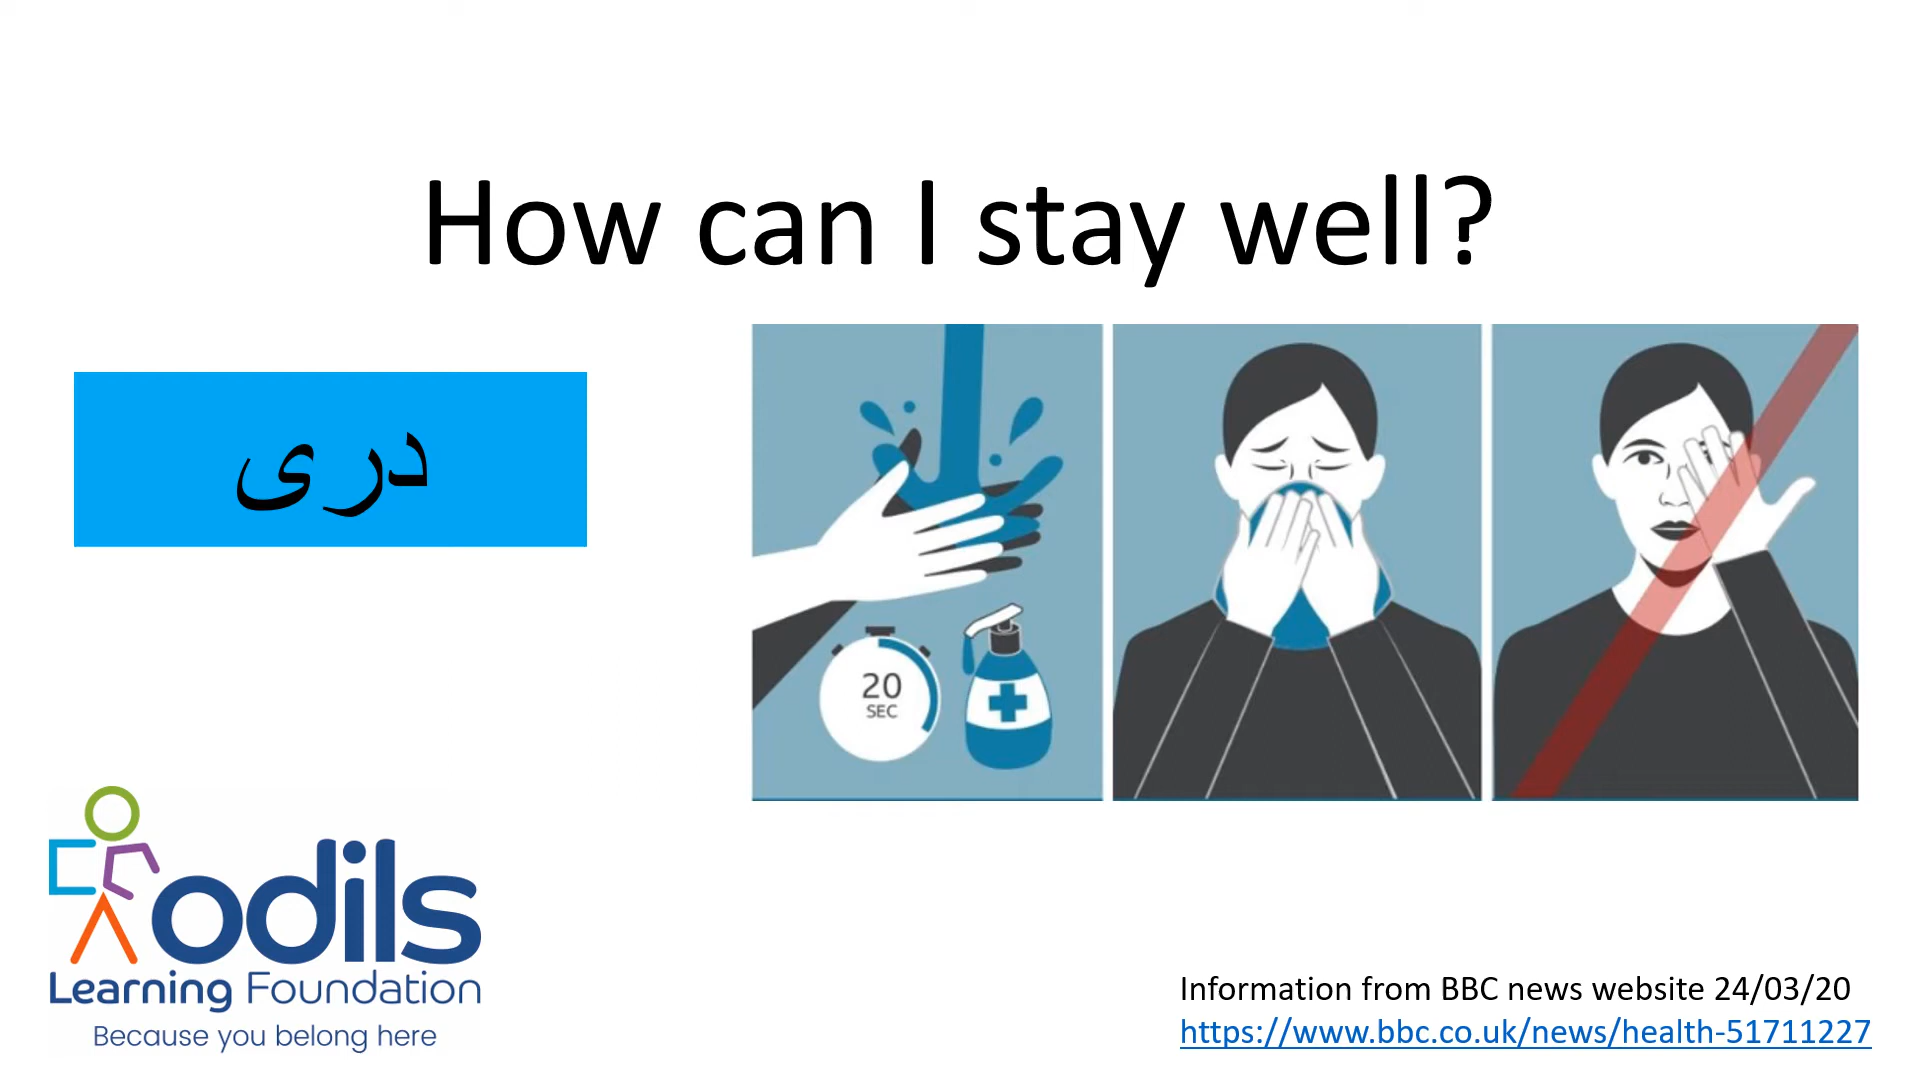 How can I stay well?
دری
20
SEC
odils
Learning Foundation
Because you belong here
Information from BBC news website 24/03/20
https://www.bbc.co.uk/news/health-51711227